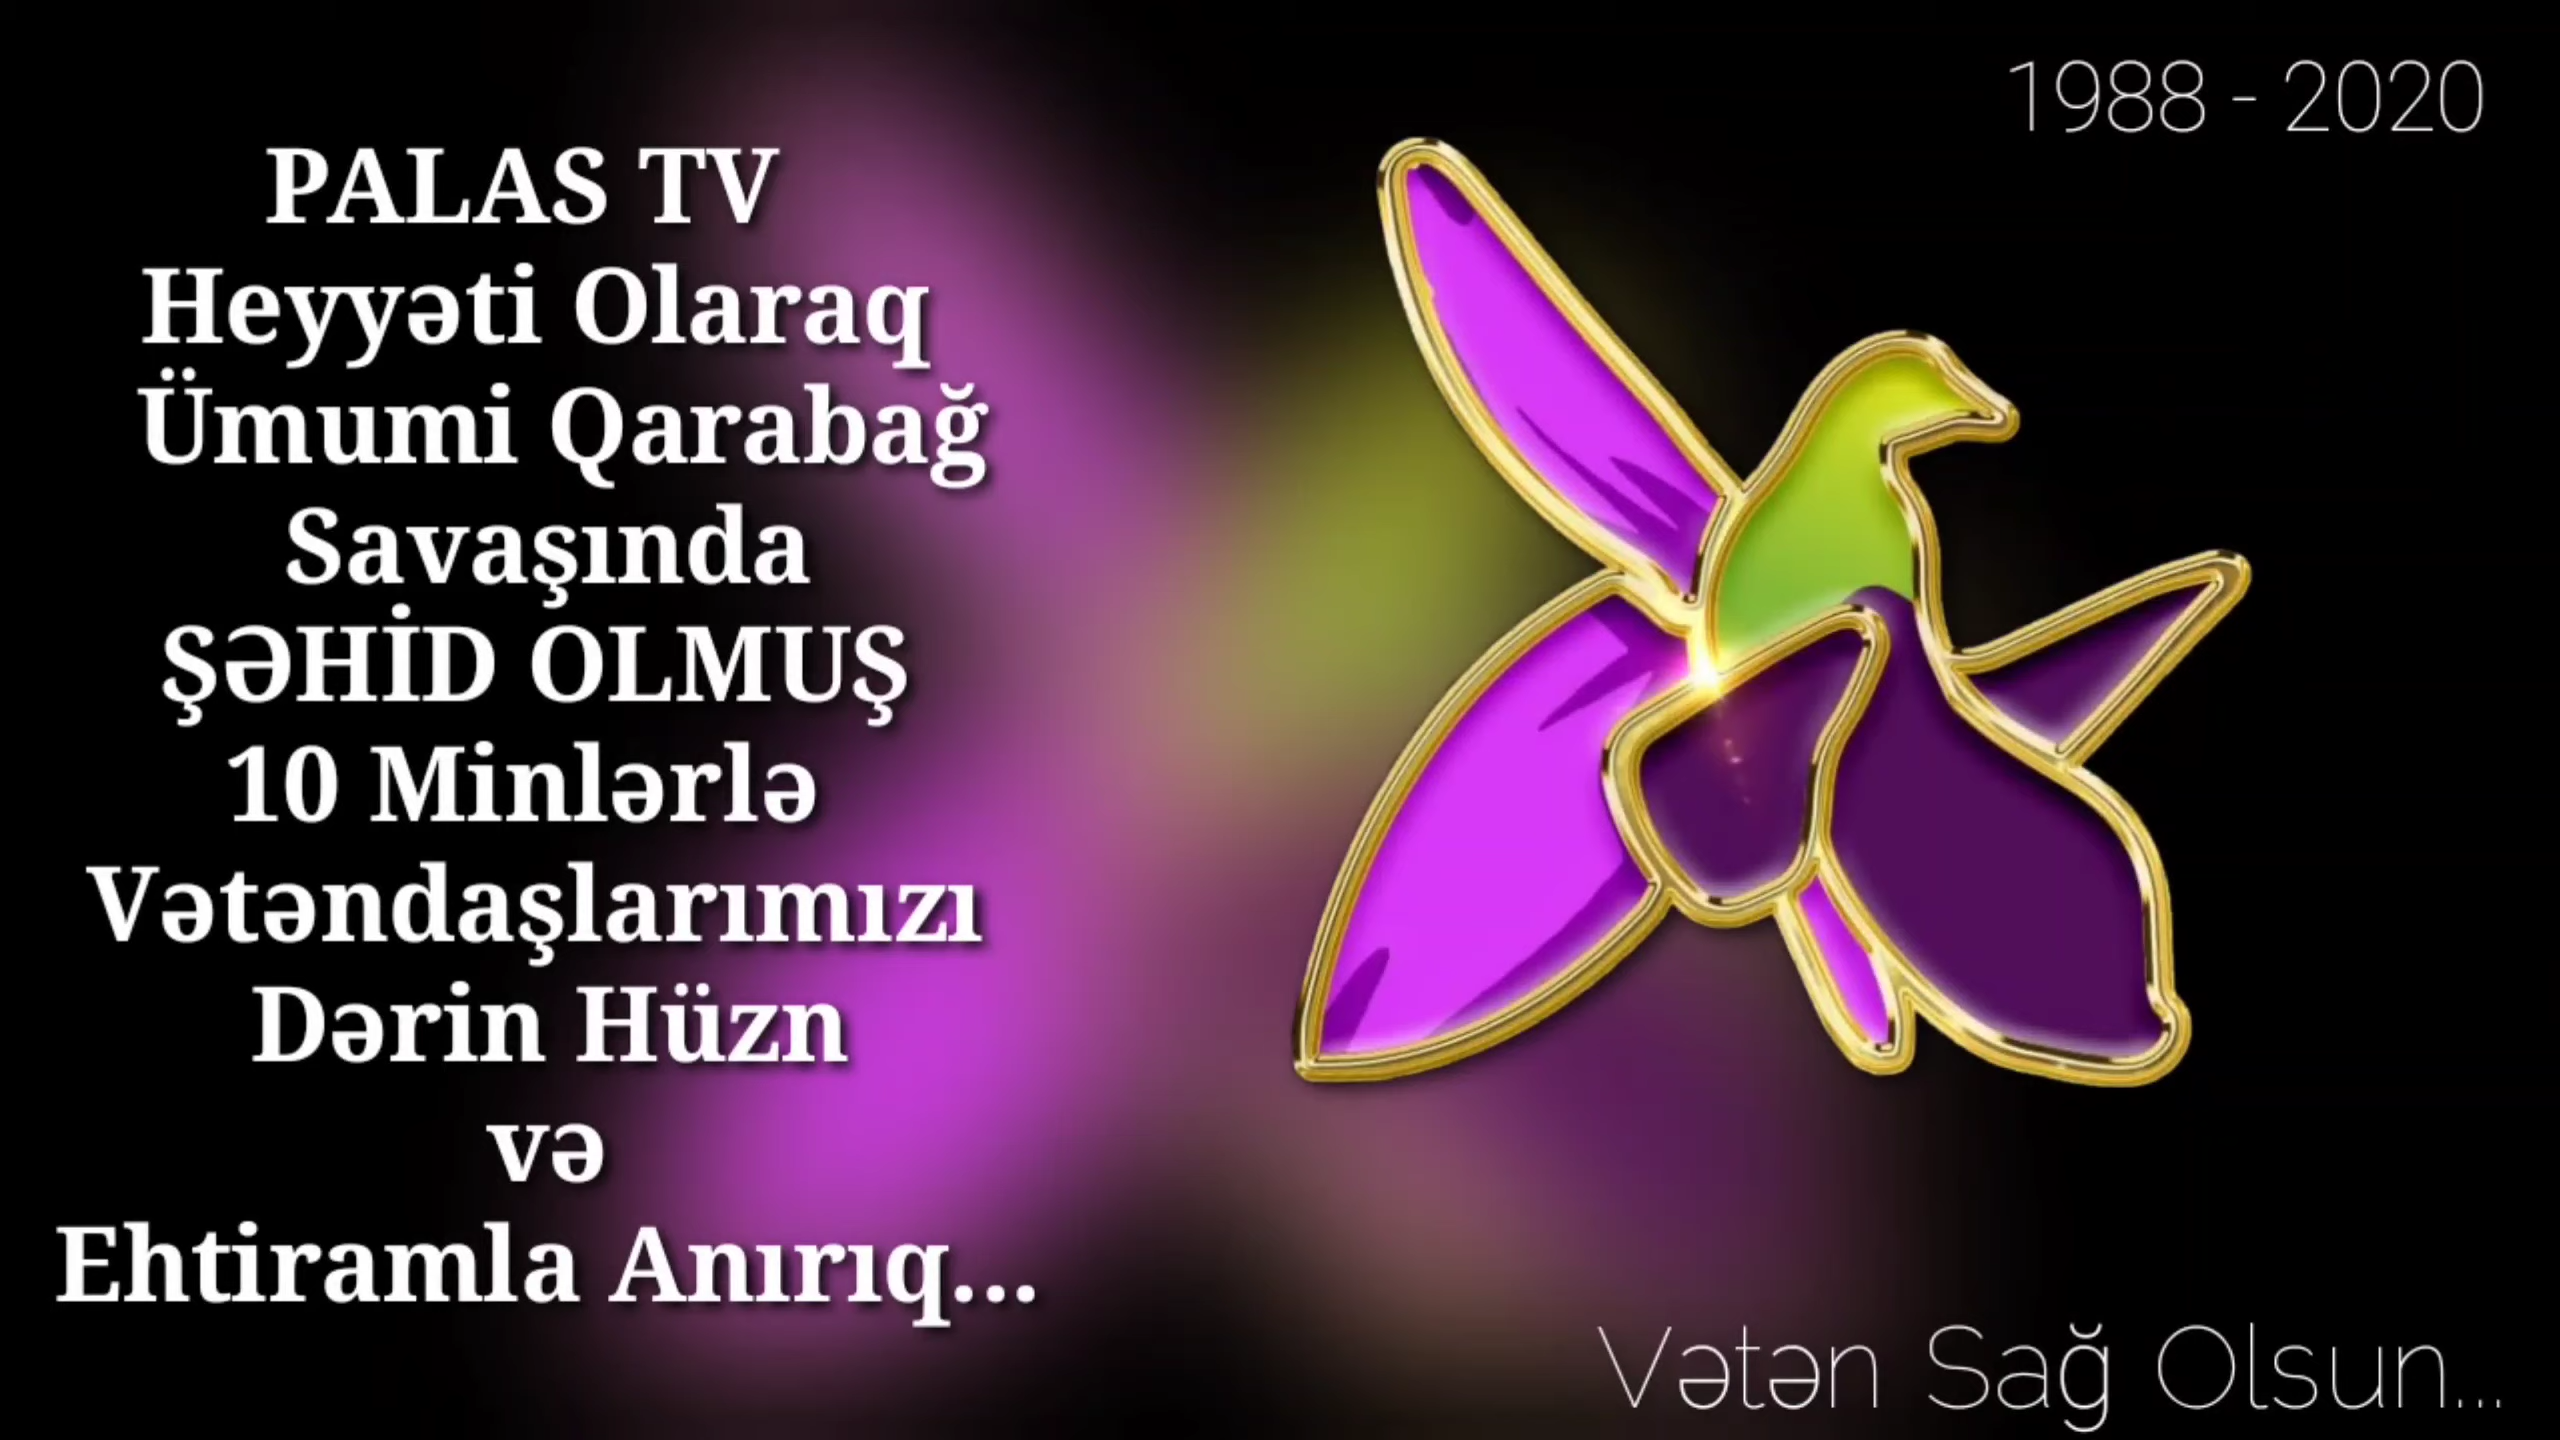 PALAS TV
Heyyəti Olaraq
Ümumi Qarabağ
Savaşında
ŞƏHİD OLMUŞ
10 Minlərlə
Vətəndaşlarımızı
Dərin Hüzn
və
Ehtiramla Anırıq...
1988 - 2020
Vətən Sağ Olsun...